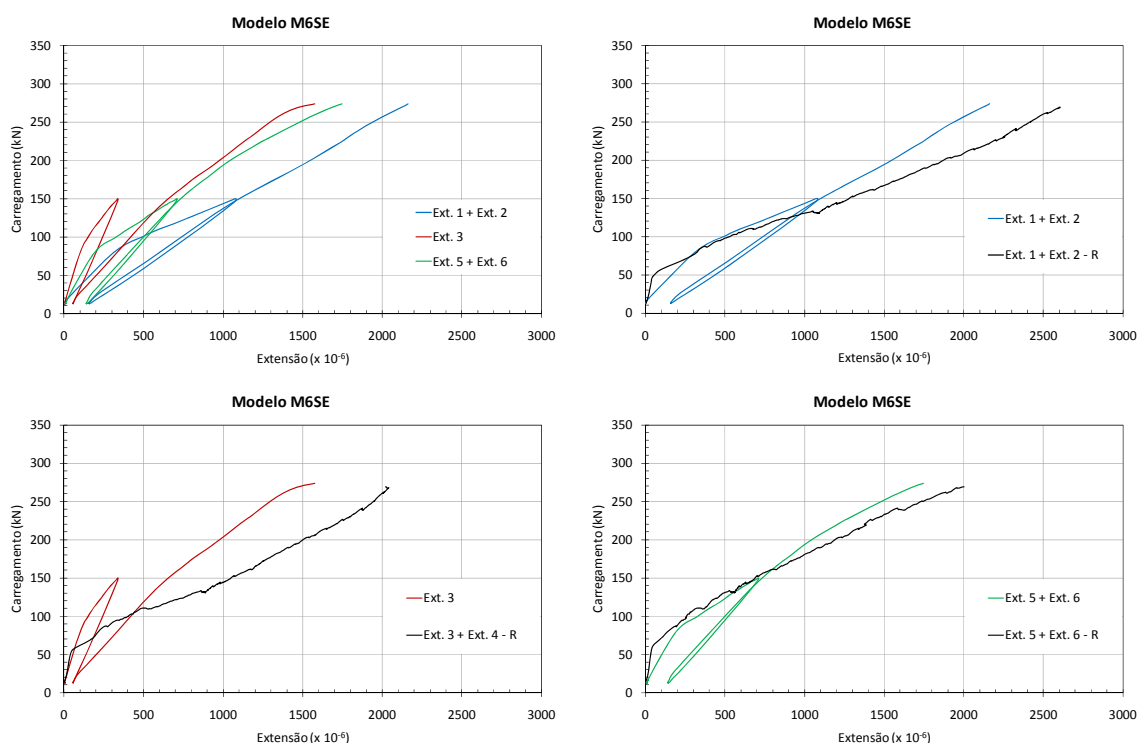 Modelo M6SE
350
300
250
200
150
100
50
0
Carregamento (kN)
0 500 1000 1500 2000 2500 3000
Extensão (x 10⁻⁶)
Ext. 1 + Ext. 2
Ext. 3
Ext. 5 + Ext. 6
Modelo M6SE
350
300
250
200
150
100
50
0
Carregamento (kN)
0 500 1000 1500 2000 2500 3000
Extensão (x 10⁻⁶)
Ext. 1 + Ext. 2
Ext. 1 + Ext. 2 - R
Modelo M6SE
350
300
250
200
150
100
50
0
Carregamento (kN)
0 500 1000 1500 2000 2500 3000
Extensão (x 10⁻⁶)
Ext. 3
Ext. 3 + Ext. 4 - R
Modelo M6SE
350
300
250
200
150
100
50
0
Carregamento (kN)
0 500 1000 1500 2000 2500 3000
Extensão (x 10⁻⁶)
Ext. 5 + Ext. 6
Ext. 5 + Ext. 6 - R